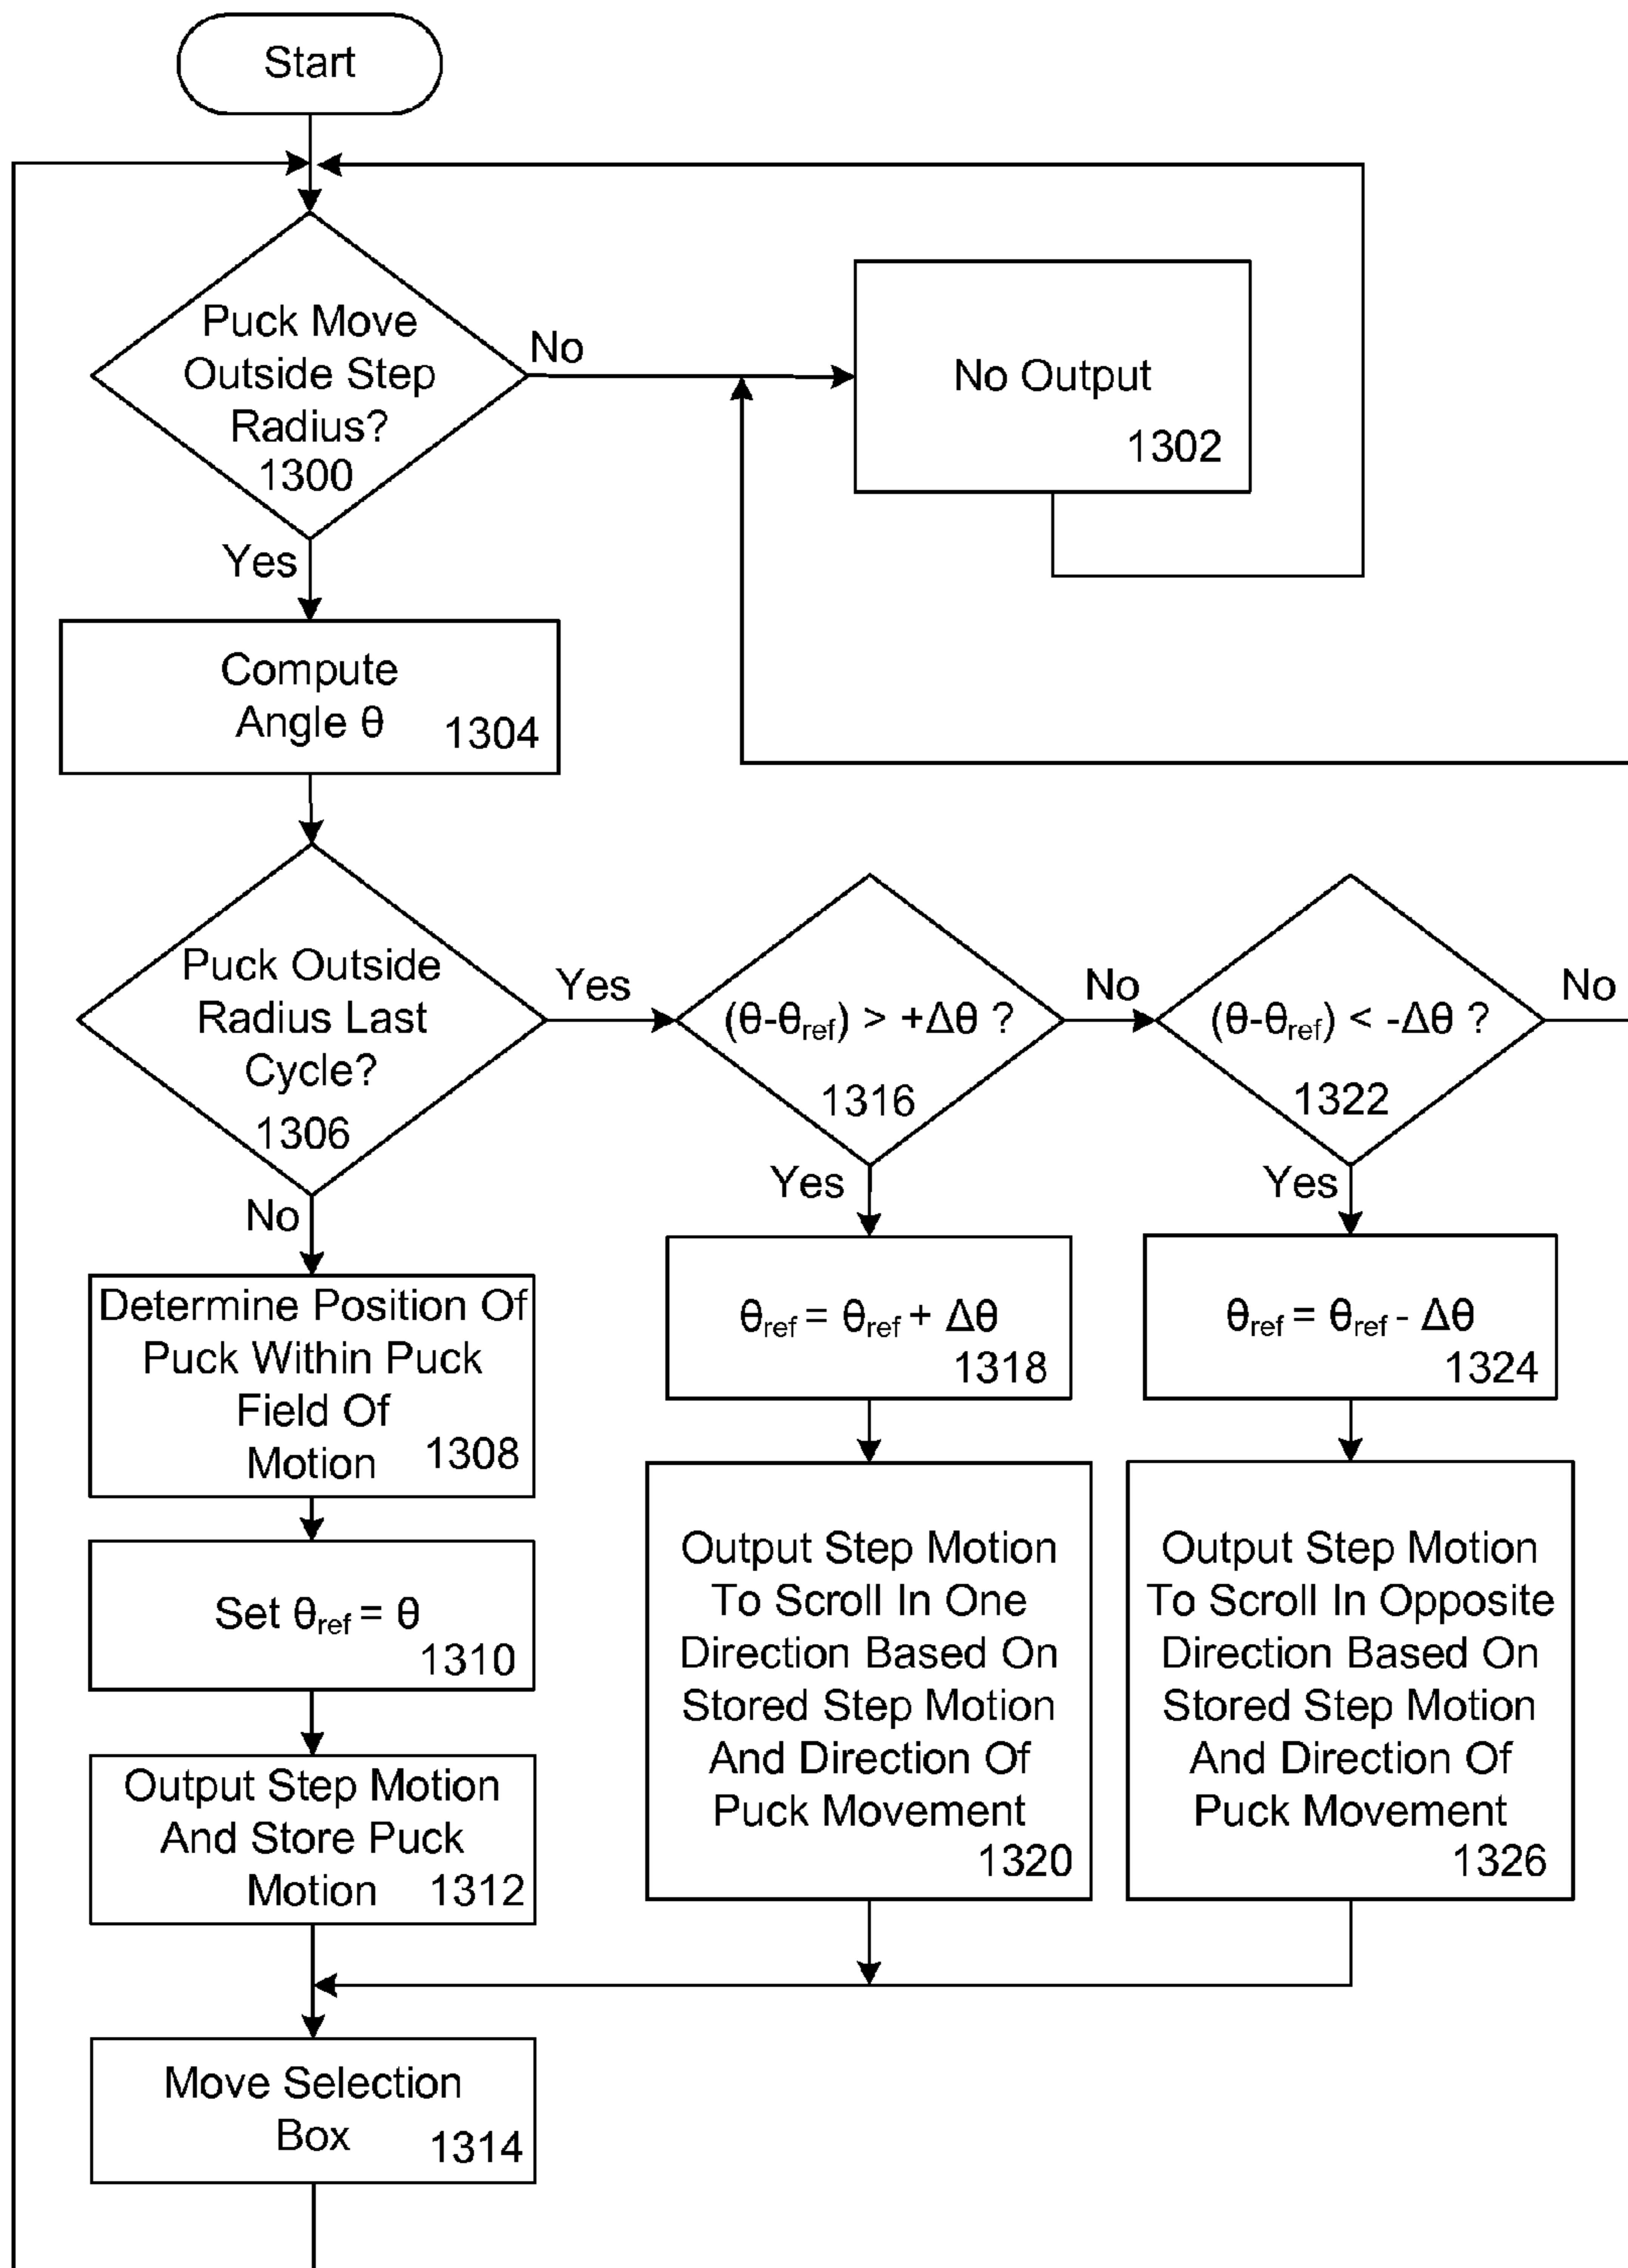 Start
Puck Move
Outside Step
Radius?
1300
No
No Output
1302
Yes
Compute
Angle θ
1304
Puck Outside
Radius Last
Cycle?
1306
Yes
(θ-θref) > +Δθ ?
1316
No
(θ-θref) < -Δθ ?
1322
No
No
Determine Position Of
Puck Within Puck
Field Of
Motion
1308
Set θref = θ
1310
Output Step Motion
And Store Puck
Motion
1312
Yes
θref = θref + Δθ
1318
Output Step Motion
To Scroll In One
Direction Based On
Stored Step Motion
And Direction Of
Puck Movement
1320
Yes
θref = θref - Δθ
1324
Output Step Motion
To Scroll In Opposite
Direction Based On
Stored Step Motion
And Direction Of
Puck Movement
1326
Move Selection
Box
1314